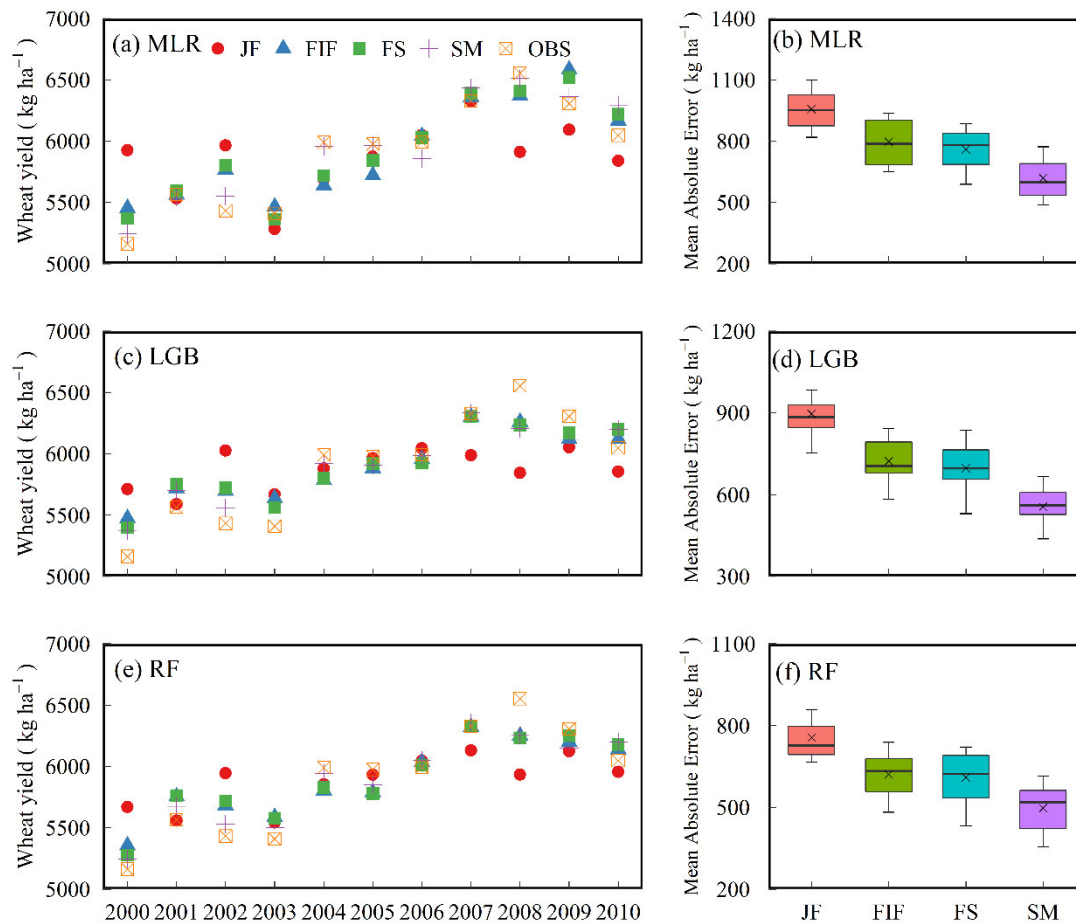 (a) MLR JF FIF FS SM OBS
Wheat yield ( kg ha⁻¹ )
7000
6500
6000
5500
5000
(b) MLR
Mean Absolute Error ( kg ha⁻¹ )
1400
1100
800
500
200
(c) LGB
Wheat yield ( kg ha⁻¹ )
7000
6500
6000
5500
5000
(d) LGB
Mean Absolute Error ( kg ha⁻¹ )
1200
900
600
300
(e) RF
Wheat yield ( kg ha⁻¹ )
7000
6500
6000
5500
5000
2000 2001 2002 2003 2004 2005 2006 2007 2008 2009 2010
(f) RF
Mean Absolute Error ( kg ha⁻¹ )
1100
800
500
200
JF FIF FS SM